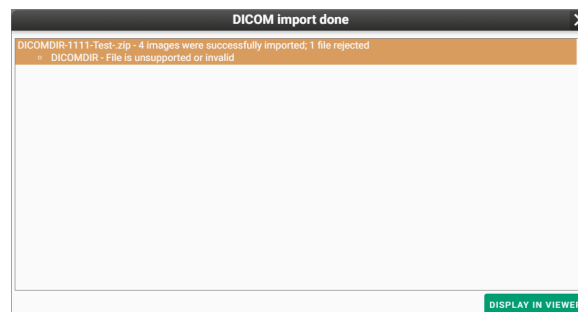 DICOM import done
DICOMDIR-1111-Test-.zip - 4 images were successfully imported; 1 file rejected
DICOMDIR - File is unsupported or invalid
DISPLAY IN VIEWER